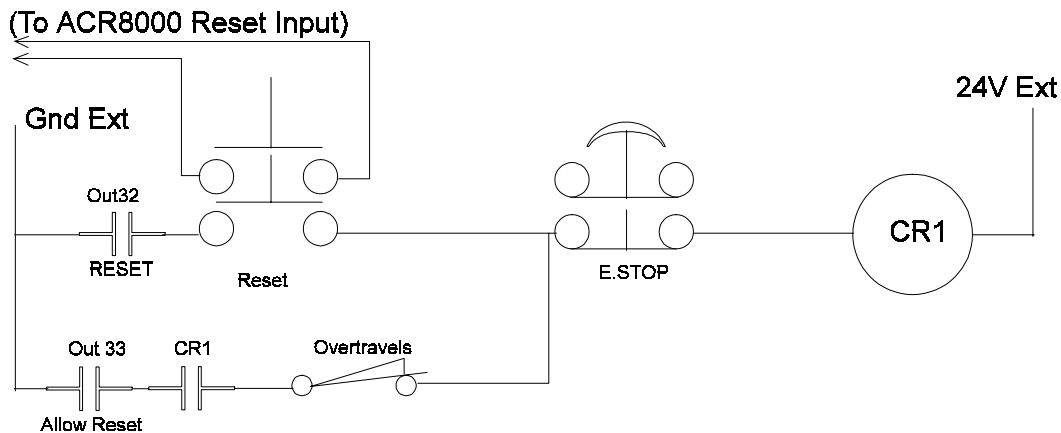 (To ACR8000 Reset Input)
24V Ext
Gnd Ext
Out32
RESET
Reset
E.STOP
CR1
Out 33
CR1
Overtravels
Allow Reset